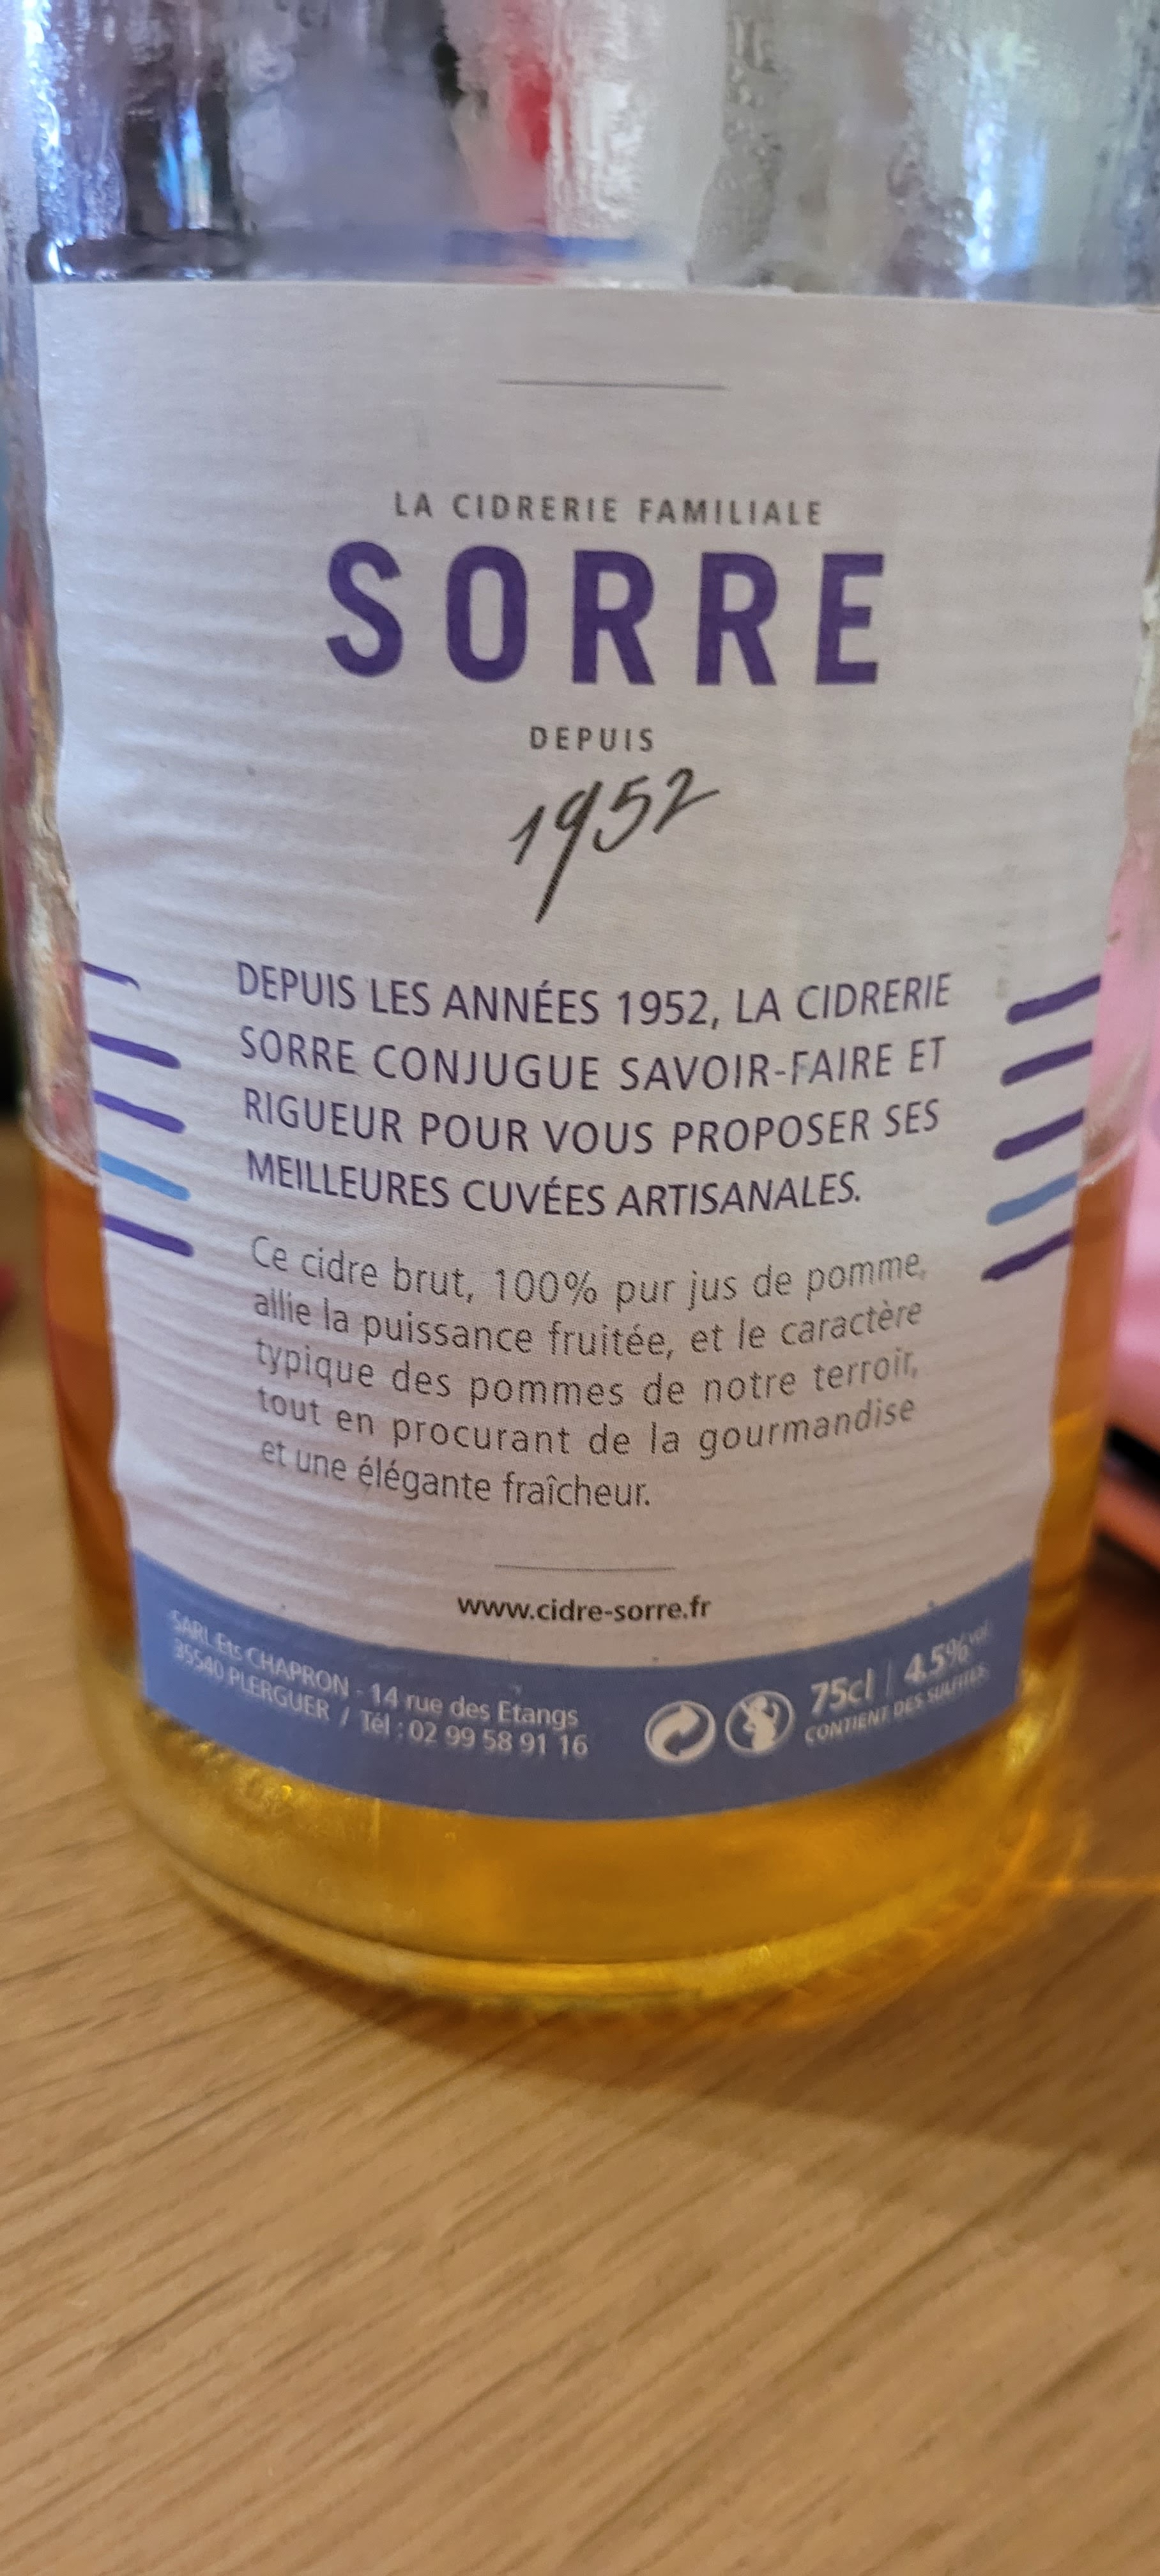 LA CIDRERIE FAMILIALE
SORRE
DEPUIS
1952
DEPUIS LES ANNÉES 1952, LA CIDRERIE
SORRE CONJUGUE SAVOIR-FAIRE ET
RIGUEUR POUR VOUS PROPOSER SES
MEILLEURES CUVÉES ARTISANALES.
Ce cidre brut, 100% pur jus de pomme,
allie la puissance fruitée, et le caractère
typique des pommes de notre terroir,
tout en procurant de la gourmandise
et une élégante fraîcheur.
www.cidre-sorre.fr
SARL Ets CHAPRON - 14 rue des Etangs
35540 PLERGUER / Tél : 02 99 58 91 16
75cl | 4.5% vol.
CONTIENT DES SULFITES